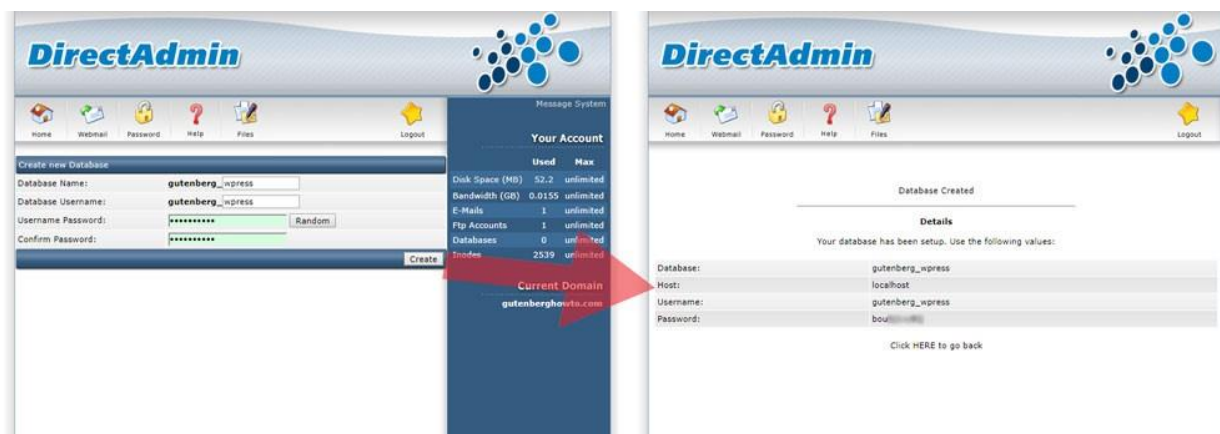 DirectAdmin
Home Webmail Password Help Files Logout
Create new Database
Database Name: gutenberg_ wpress
Database Username: gutenberg_ wpress
Username Password: •••••••••• Random
Confirm Password: ••••••••••
Create
Message System
Your Account
Used Max
Disk Space (MB) 52.2 unlimited
Bandwidth (GB) 0.0155 unlimited
E-Mails 1 unlimited
Ftp Accounts 1 unlimited
Databases 0 unlimited
Inodes 2539 unlimited
Current Domain
gutenberghowto.com
DirectAdmin
Home Webmail Password Help Files Logout
Database Created
Details
Your database has been setup. Use the following values:
Database: gutenberg_wpress
Host: localhost
Username: gutenberg_wpress
Password: bou
Click HERE to go back